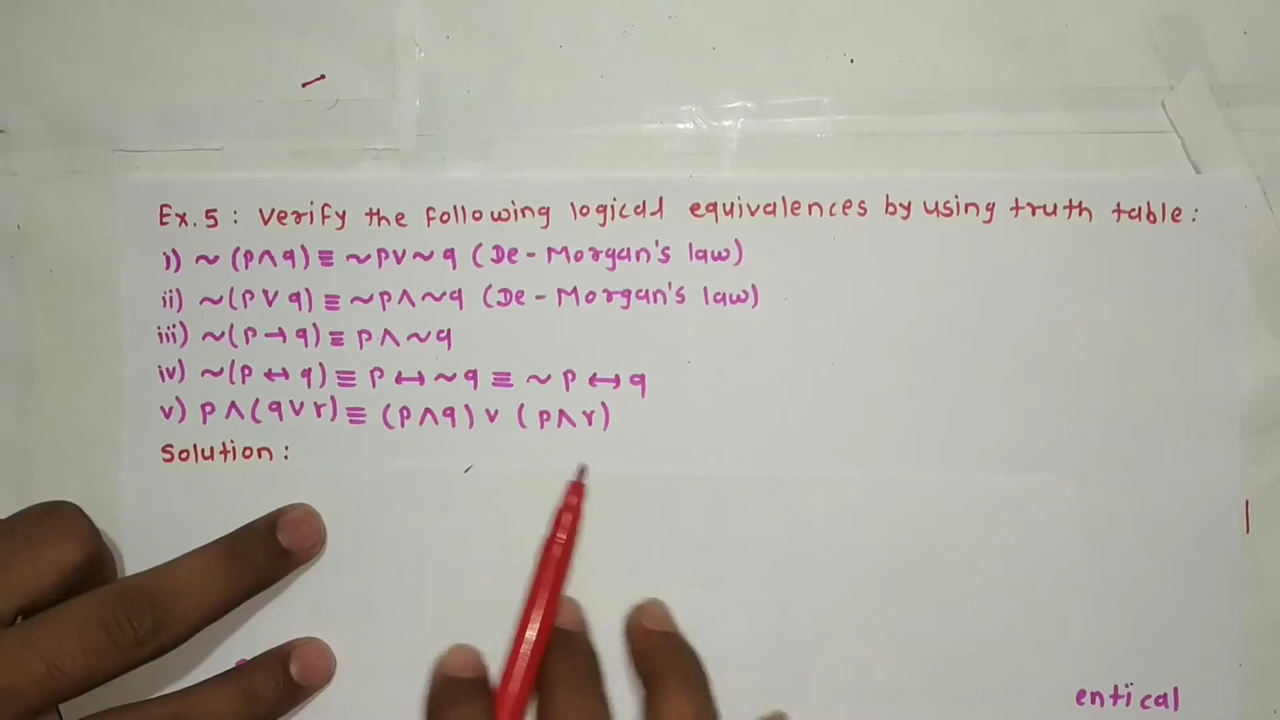 Ex.5 : Verify the following logical equivalences by using truth table:
i) ~ (p∧q) ≡ ~p∨~q (De-Morgan's law)
ii) ~(p∨q) ≡ ~p∧~q (De-Morgan's law)
iii) ~(p→q) ≡ p∧~q
iv) ~(p↔q) ≡ p↔~q ≡ ~p↔q
v) p∧(q∨r) ≡ (p∧q)∨(p∧r)
Solution:
entical